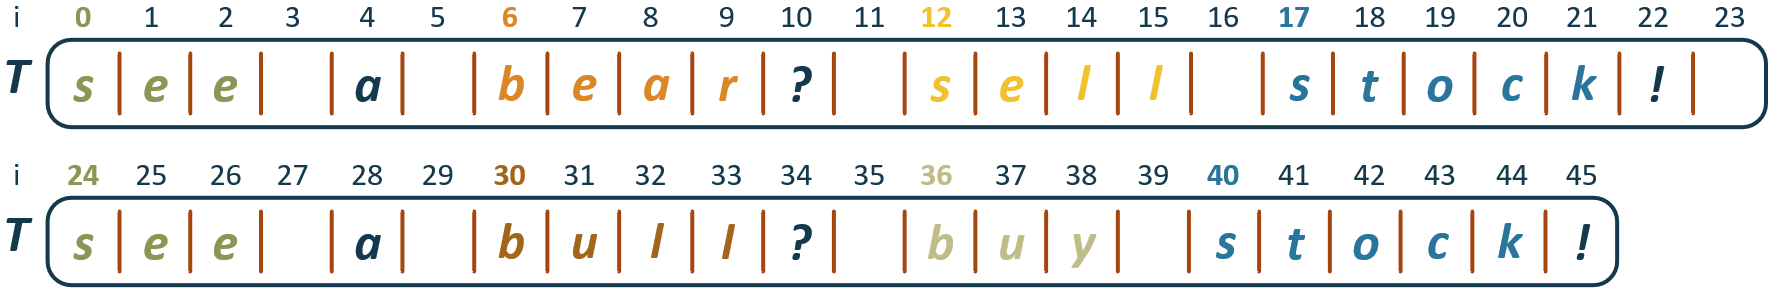 i 0 1 2 3 4 5 6 7 8 9 10 11 12 13 14 15 16 17 18 19 20 21 22 23
T s e e a b e a r ? s e l l s t o c k !
i 24 25 26 27 28 29 30 31 32 33 34 35 36 37 38 39 40 41 42 43 44 45
T s e e a b u l l ? b u y s t o c k !